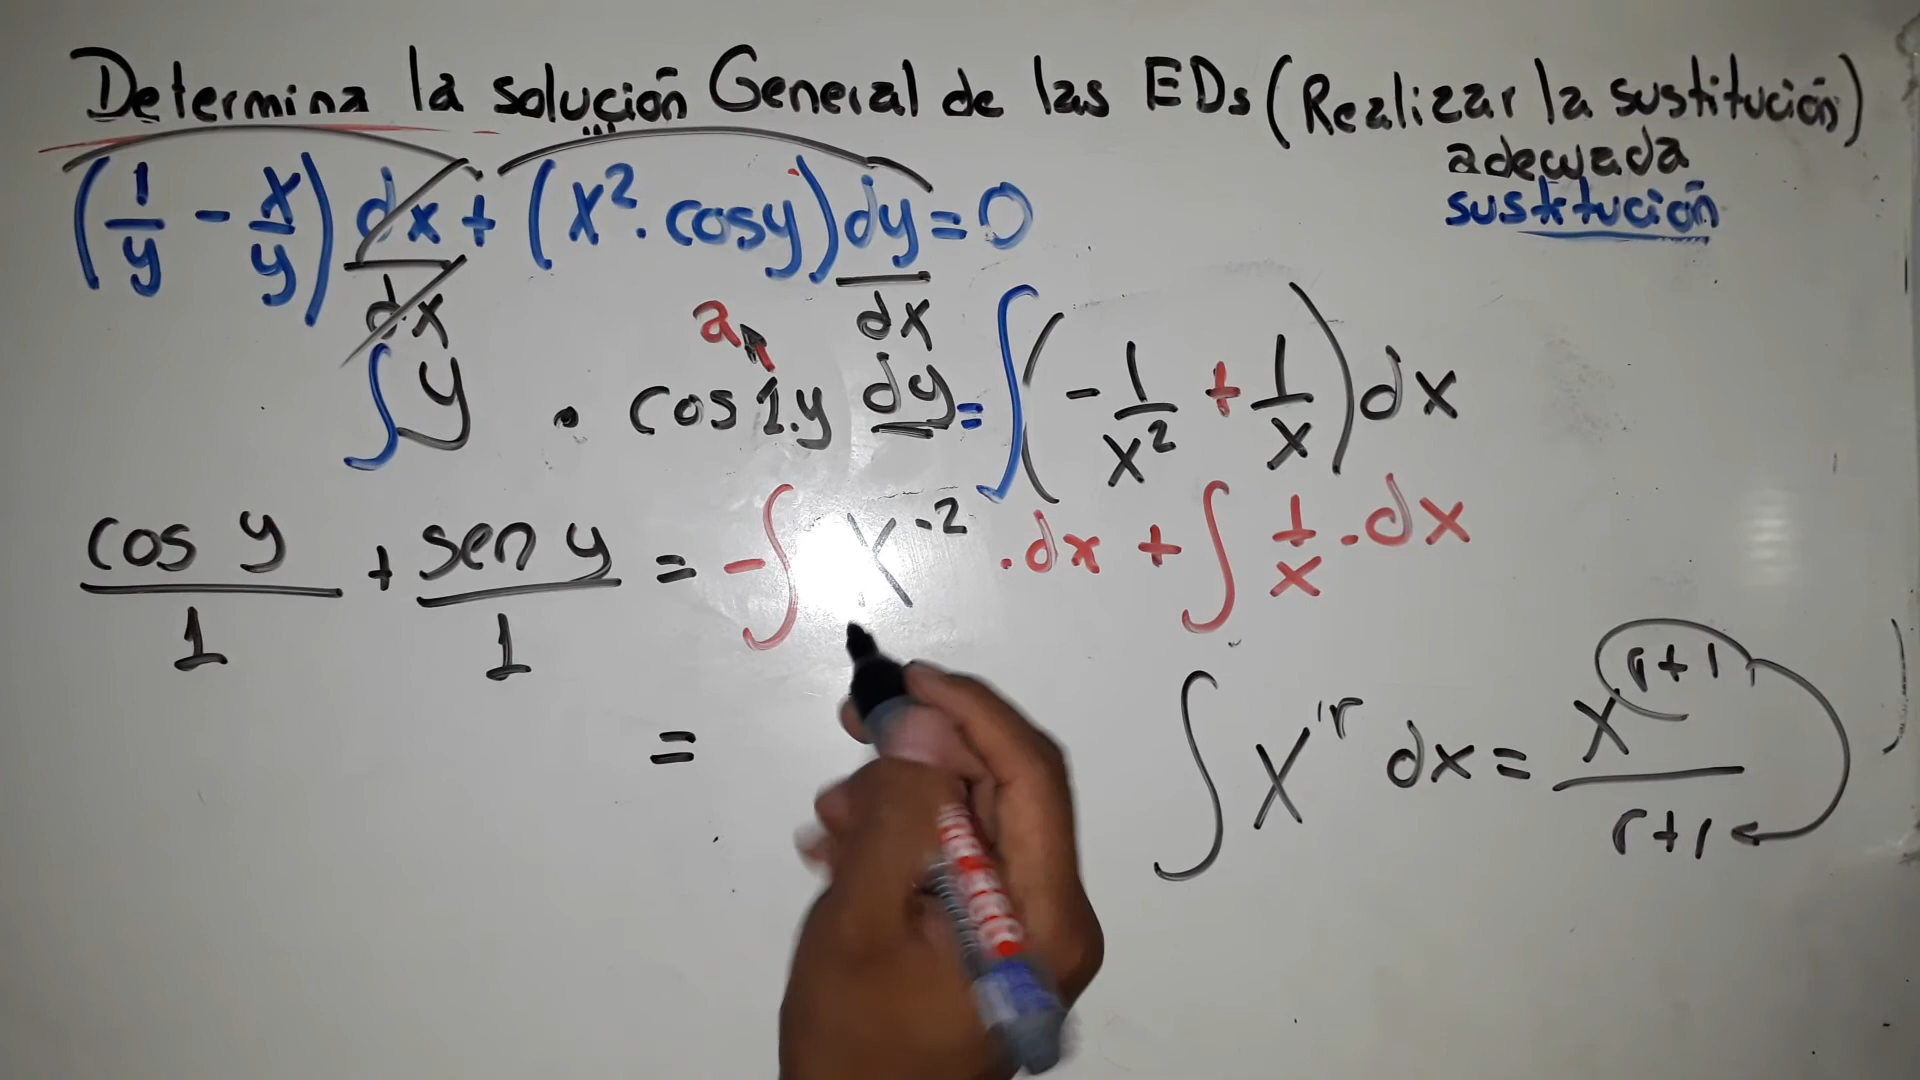 Determina la solución General de las EDs (Realizar la sustitución)
adecuada
sustitución
(1/y - x/y) dx/dx + (x² · cosy) dy/dx = 0
a
∫ y · cos 1.y dy = ∫ (- 1/x² + 1/x) dx
cos y/1 + sen y/1 = - ∫ x⁻² · dx + ∫ 1/x · dx
=
∫ x^r dx = x^(r+1)/(r+1)